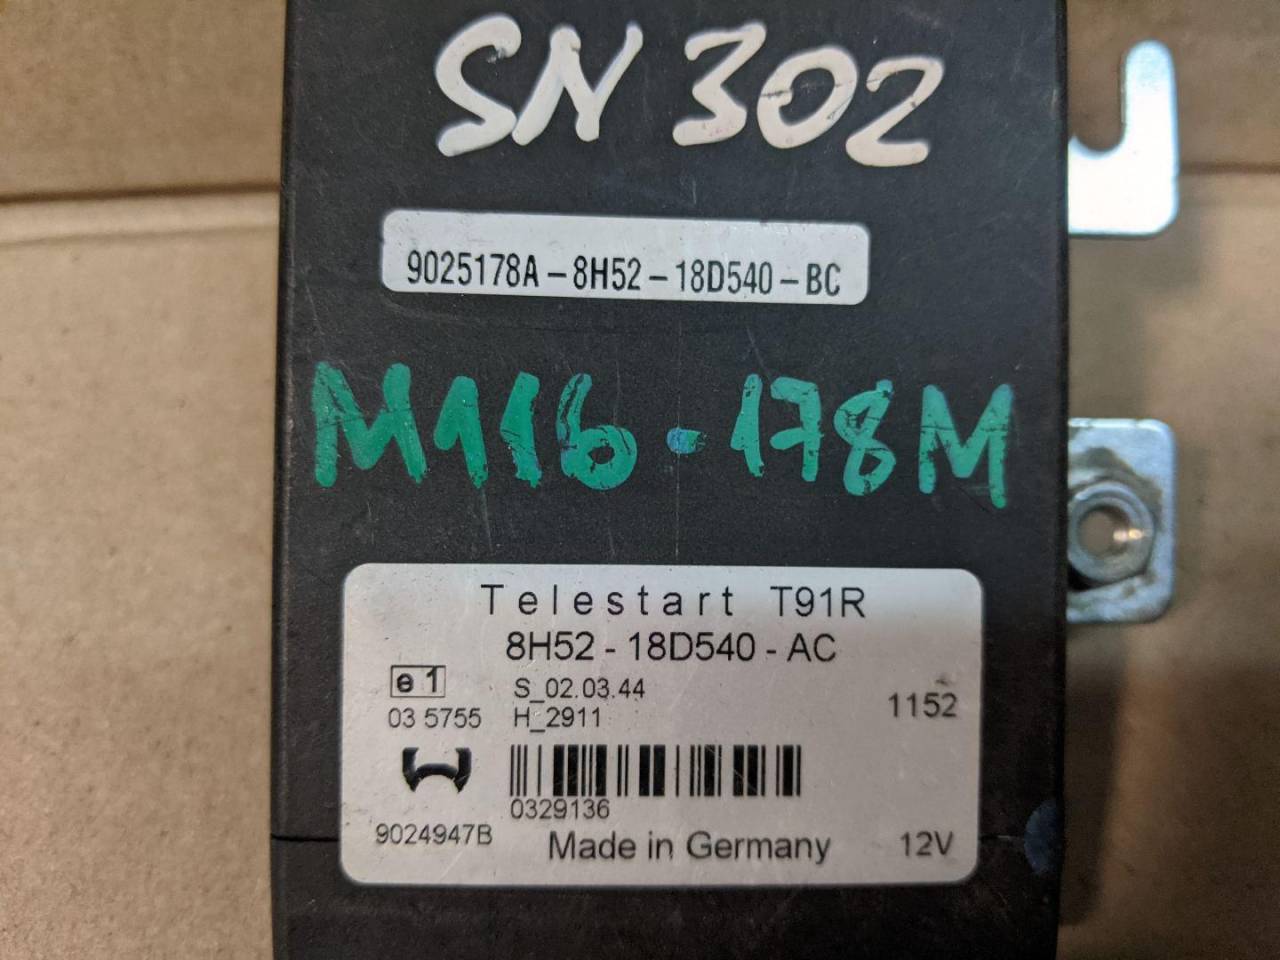 SN 302
9025178A-8H52-18D540-BC
M116-178M
Telestart T91R
8H52-18D540-AC
e1
S_02.03.44
03 5755
H_2911
1152
0329136
9024947B
Made in Germany
12V